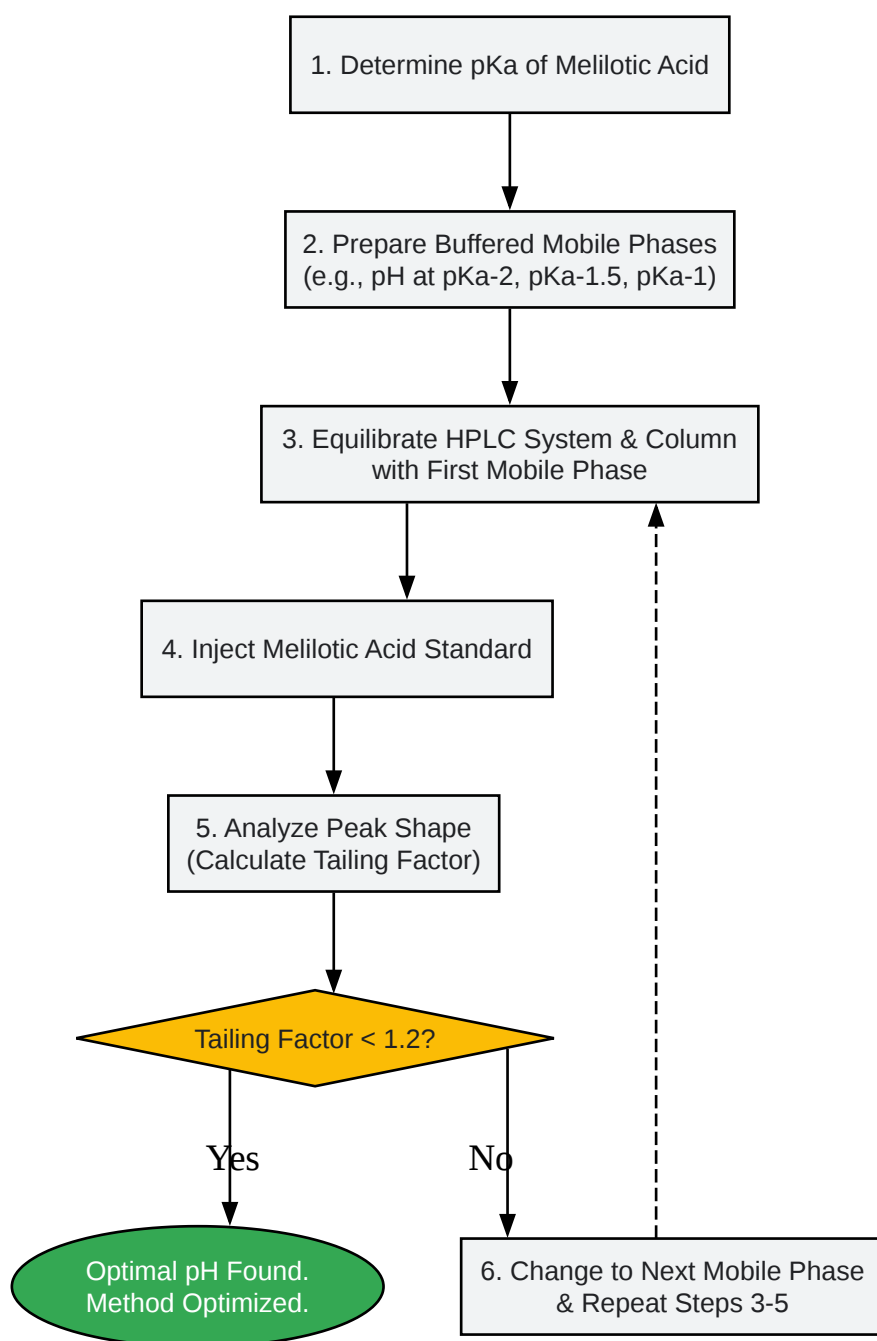 1. Determine pKa of Melilotic Acid
2. Prepare Buffered Mobile Phases
(e.g., pH at pKa-2, pKa-1.5, pKa-1)
3. Equilibrate HPLC System & Column
with First Mobile Phase
4. Inject Melilotic Acid Standard
5. Analyze Peak Shape
(Calculate Tailing Factor)
Tailing Factor < 1.2?
Yes
No
Optimal pH Found.
Method Optimized.
6. Change to Next Mobile Phase
& Repeat Steps 3-5